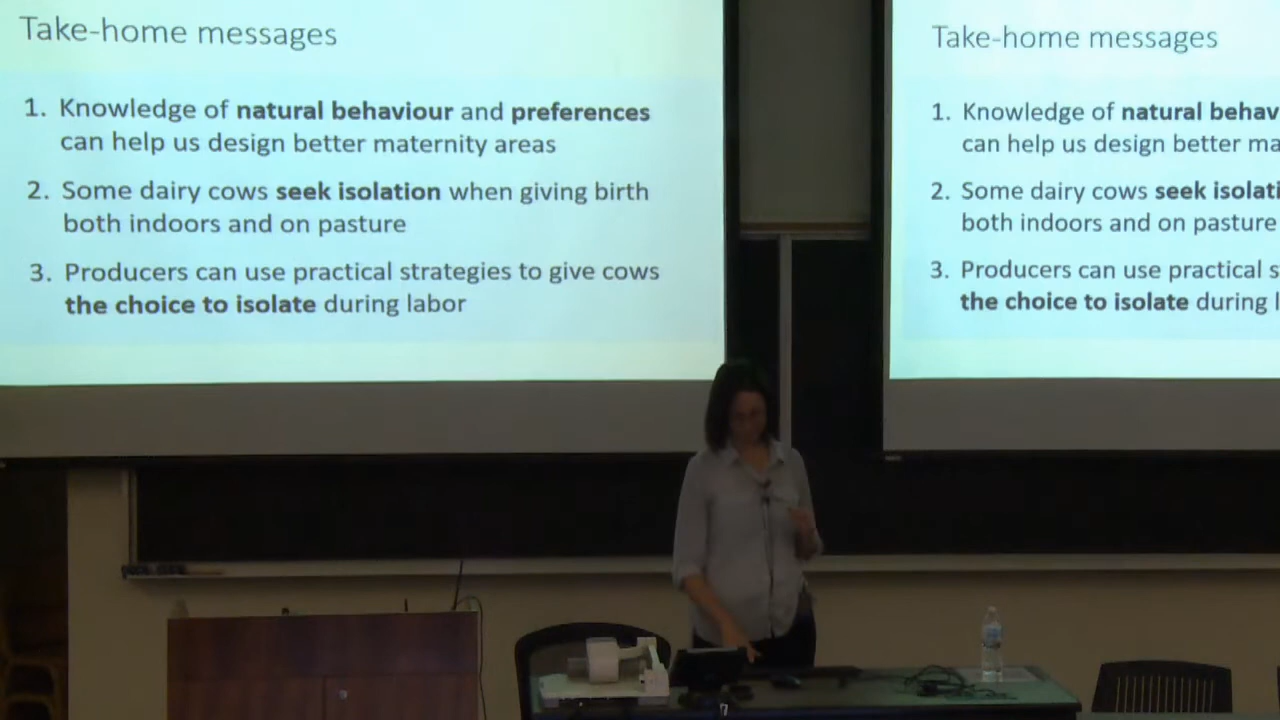 Take-home messages
1. Knowledge of natural behaviour and preferences
can help us design better maternity areas
2. Some dairy cows seek isolation when giving birth
both indoors and on pasture
3. Producers can use practical strategies to give cows
the choice to isolate during labor
Take-home messages
1. Knowledge of natural behav
can help us design better ma
2. Some dairy cows seek isolati
both indoors and on pasture
3. Producers can use practical s
the choice to isolate during l